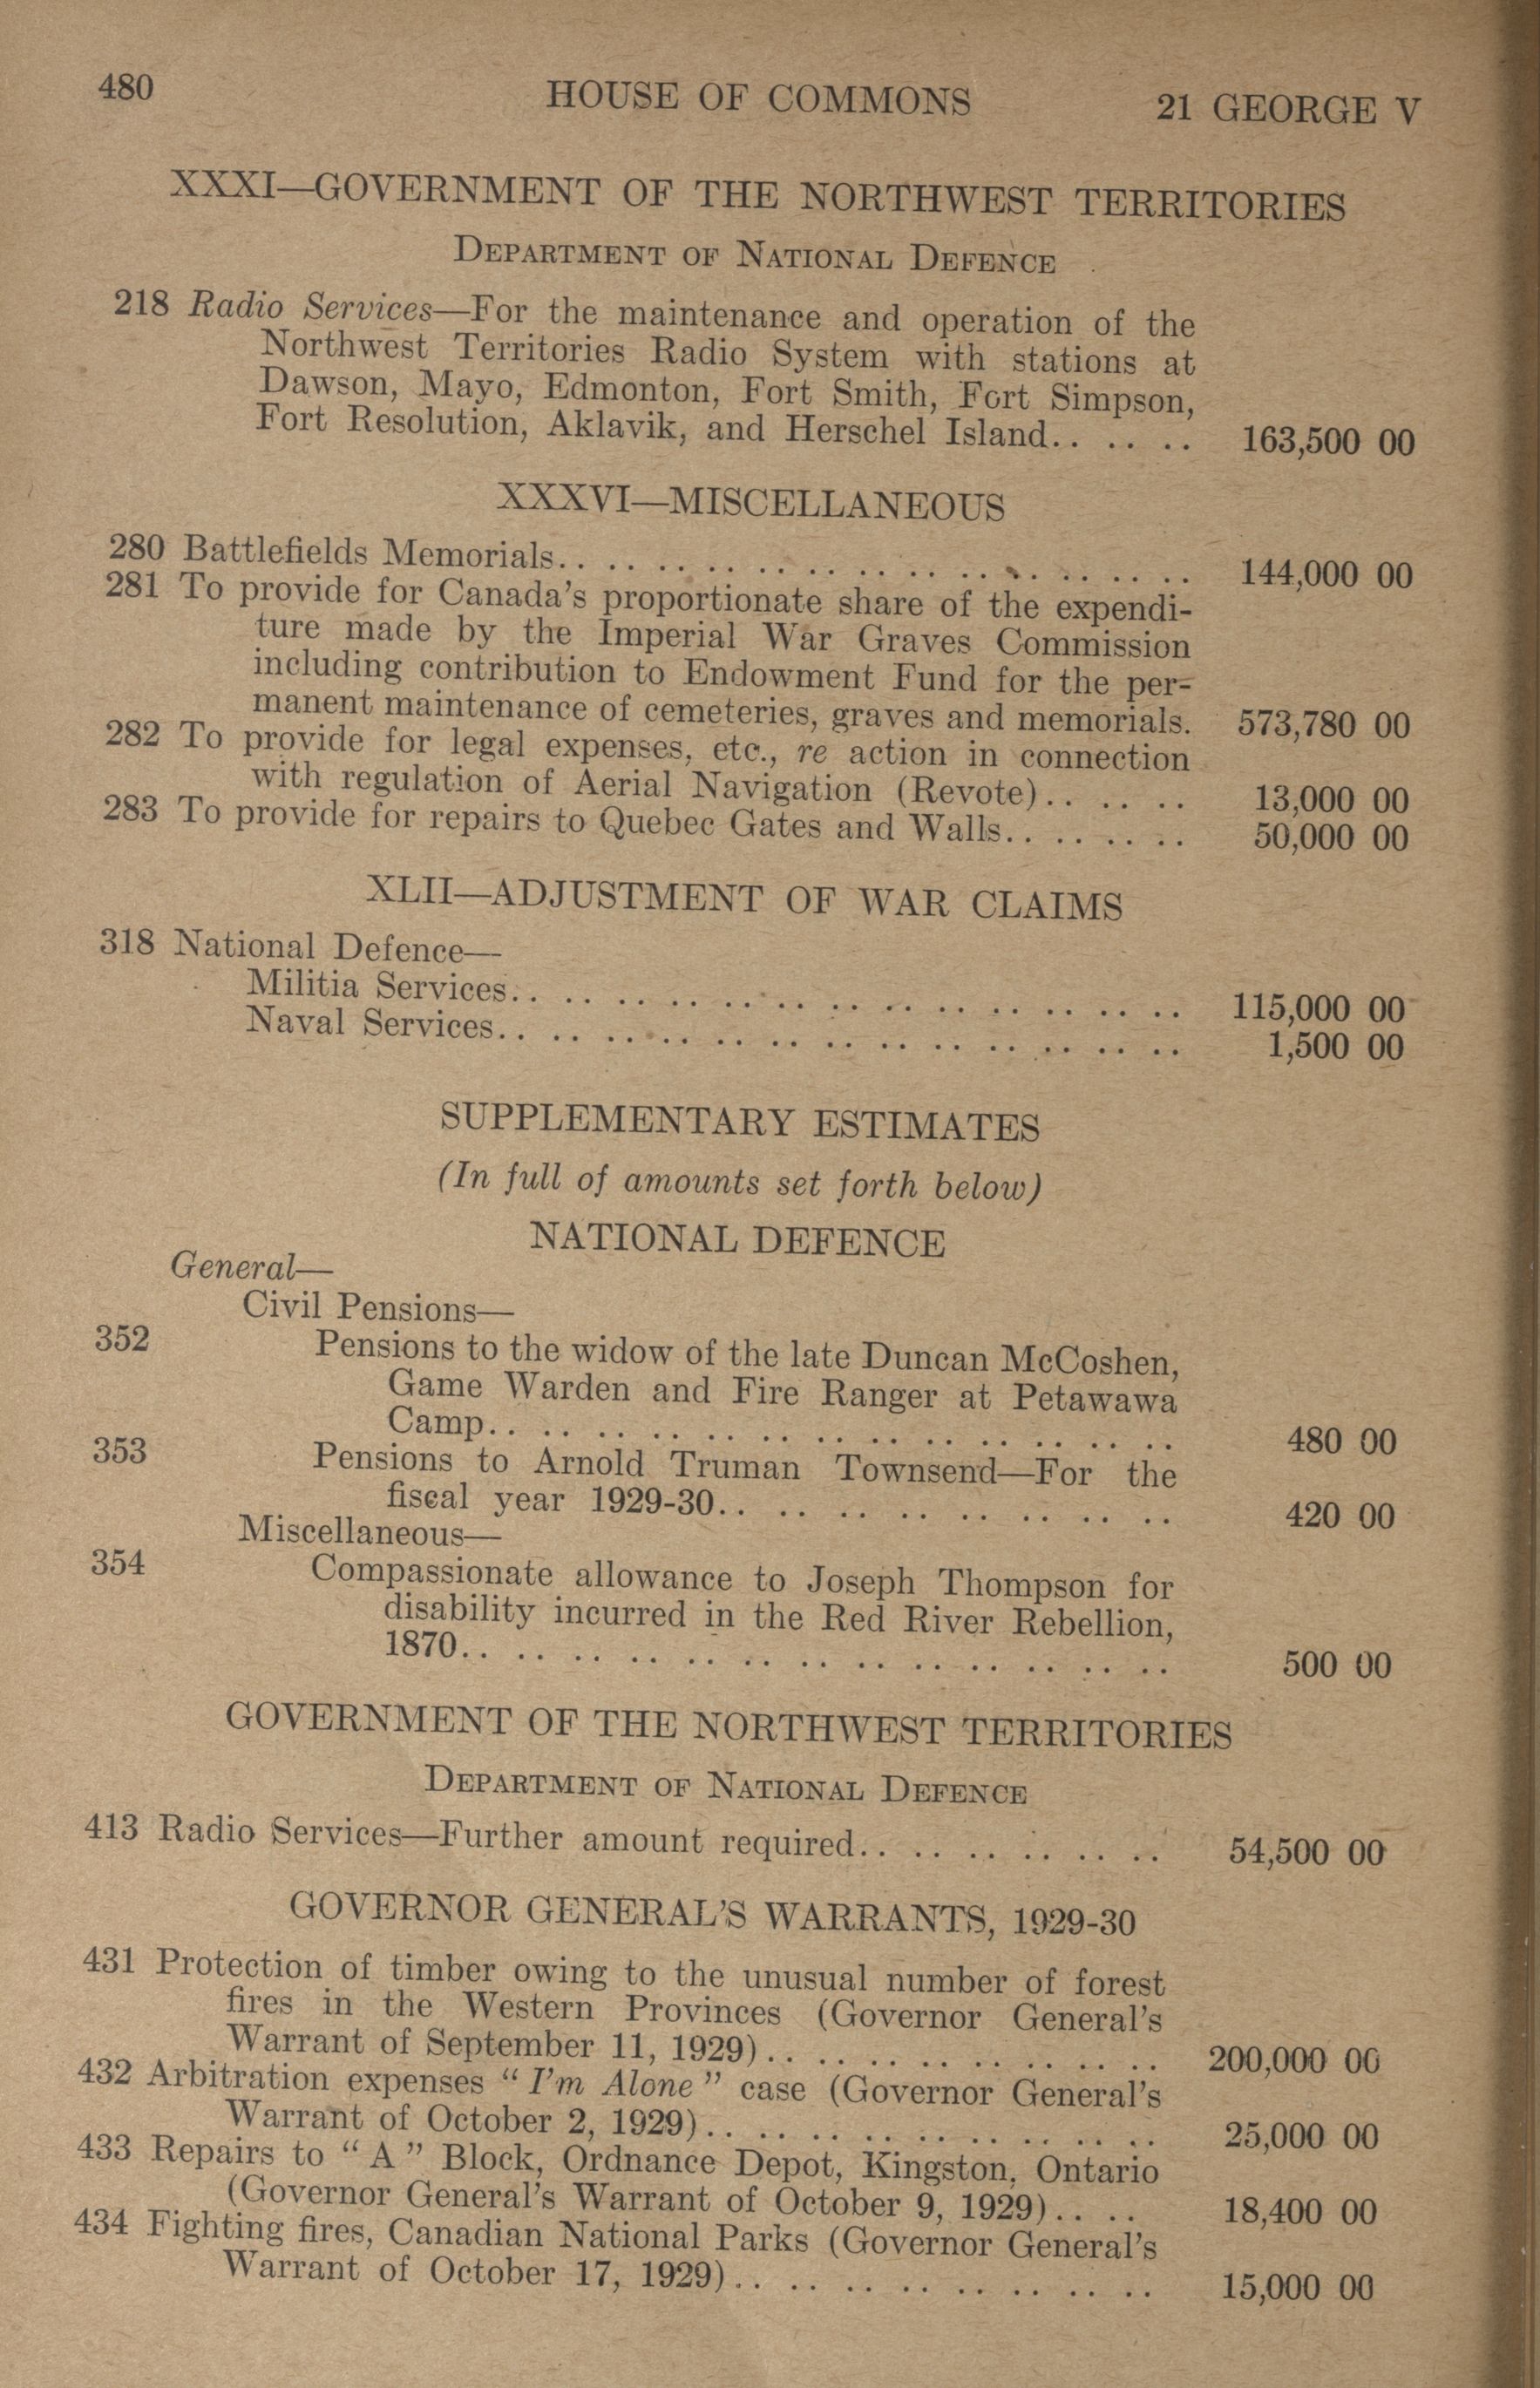 480 HOUSE OF COMMONS 21 GEORGE V
XXXI—GOVERNMENT OF THE NORTHWEST TERRITORIES
DEPARTMENT OF NATIONAL DEFENCE
218 Radio Services—For the maintenance and operation of the
Northwest Territories Radio System with stations at
Dawson, Mayo, Edmonton, Fort Smith, Fort Simpson,
Fort Resolution, Aklavik, and Herschel Island.. .. .. 163,500 00
XXXVI—MISCELLANEOUS
280 Battlefields Memorials.. .. .. .. .. .. .. .. .. .. .. .. .. 144,000 00
281 To provide for Canada's proportionate share of the expendi-
ture made by the Imperial War Graves Commission
including contribution to Endowment Fund for the per-
manent maintenance of cemeteries, graves and memorials. 573,780 00
282 To provide for legal expenses, etc., re action in connection
with regulation of Aerial Navigation (Revote).. .. .. 13,000 00
283 To provide for repairs to Quebec Gates and Walls.. .. .. .. 50,000 00
XLII—ADJUSTMENT OF WAR CLAIMS
318 National Defence—
Militia Services.. .. .. .. .. .. .. .. .. .. .. .. .. 115,000 00
Naval Services.. .. .. .. .. .. .. .. .. .. .. .. .. 1,500 00
SUPPLEMENTARY ESTIMATES
(In full of amounts set forth below)
NATIONAL DEFENCE
General—
Civil Pensions—
352 Pensions to the widow of the late Duncan McCoshen,
Game Warden and Fire Ranger at Petawawa
Camp.. .. .. .. .. .. .. .. .. .. .. .. .. 480 00
353 Pensions to Arnold Truman Townsend—For the
fiscal year 1929-30.. .. .. .. .. .. .. .. 420 00
Miscellaneous—
354 Compassionate allowance to Joseph Thompson for
disability incurred in the Red River Rebellion,
1870.. .. .. .. .. .. .. .. .. .. .. .. .. 500 00
GOVERNMENT OF THE NORTHWEST TERRITORIES
DEPARTMENT OF NATIONAL DEFENCE
413 Radio Services—Further amount required.. .. .. .. .. .. 54,500 00
GOVERNOR GENERAL'S WARRANTS, 1929-30
431 Protection of timber owing to the unusual number of forest
fires in the Western Provinces (Governor General's
Warrant of September 11, 1929).. .. .. .. .. .. .. .. 200,000 00
432 Arbitration expenses "I'm Alone" case (Governor General's
Warrant of October 2, 1929).. .. .. .. .. .. .. .. .. 25,000 00
433 Repairs to "A" Block, Ordnance Depot, Kingston, Ontario
(Governor General's Warrant of October 9, 1929).. .. 18,400 00
434 Fighting fires, Canadian National Parks (Governor General's
Warrant of October 17, 1929).. .. .. .. .. .. .. .. 15,000 00